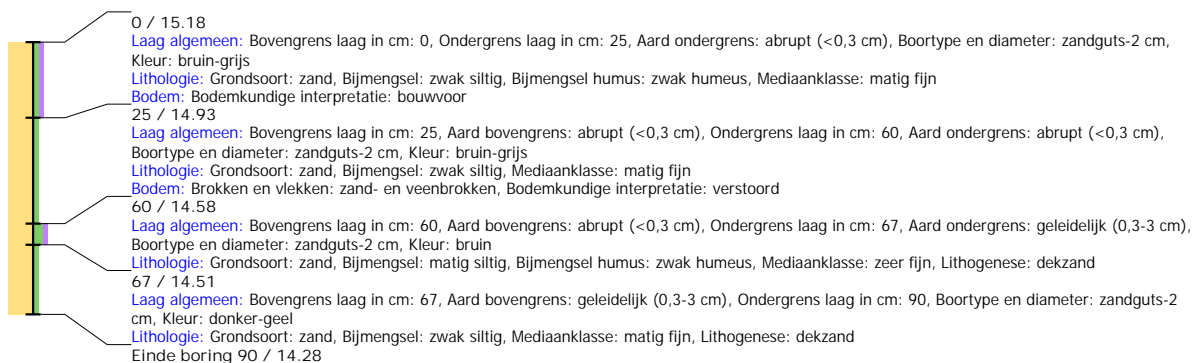 0 / 15.18
Laag algemeen: Bovengrens laag in cm: 0, Ondergrens laag in cm: 25, Aard ondergrens: abrupt (<0,3 cm), Boortype en diameter: zandguts-2 cm,
Kleur: bruin-grijs
Lithologie: Grondsoort: zand, Bijmengsel: zwak siltig, Bijmengsel humus: zwak humeus, Mediaanklasse: matig fijn
Bodem: Bodemkundige interpretatie: bouwvoor
25 / 14.93
Laag algemeen: Bovengrens laag in cm: 25, Aard bovengrens: abrupt (<0,3 cm), Ondergrens laag in cm: 60, Aard ondergrens: abrupt (<0,3 cm),
Boortype en diameter: zandguts-2 cm, Kleur: bruin-grijs
Lithologie: Grondsoort: zand, Bijmengsel: zwak siltig, Mediaanklasse: matig fijn
Bodem: Brokken en vlekken: zand- en veenbrokken, Bodemkundige interpretatie: verstoord
60 / 14.58
Laag algemeen: Bovengrens laag in cm: 60, Aard bovengrens: abrupt (<0,3 cm), Ondergrens laag in cm: 67, Aard ondergrens: geleidelijk (0,3-3 cm),
Boortype en diameter: zandguts-2 cm, Kleur: bruin
Lithologie: Grondsoort: zand, Bijmengsel: matig siltig, Bijmengsel humus: zwak humeus, Mediaanklasse: zeer fijn, Lithogenese: dekzand
67 / 14.51
Laag algemeen: Bovengrens laag in cm: 67, Aard bovengrens: geleidelijk (0,3-3 cm), Ondergrens laag in cm: 90, Boortype en diameter: zandguts-2
cm, Kleur: donker-geel
Lithologie: Grondsoort: zand, Bijmengsel: zwak siltig, Mediaanklasse: matig fijn, Lithogenese: dekzand
Einde boring 90 / 14.28